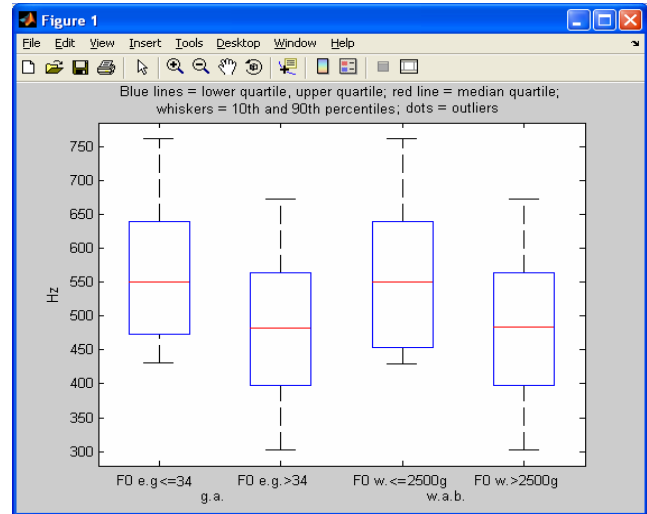 Figure 1
File Edit View Insert Tools Desktop Window Help
Blue lines = lower quartile, upper quartile; red line = median quartile;
whiskers = 10th and 90th percentiles; dots = outliers
750
700
650
600
550
500
450
400
350
300
Hz
F0 e.g<=34 F0 e.g.>34 F0 w.<=2500g F0 w.>2500g
g.a. w.a.b.